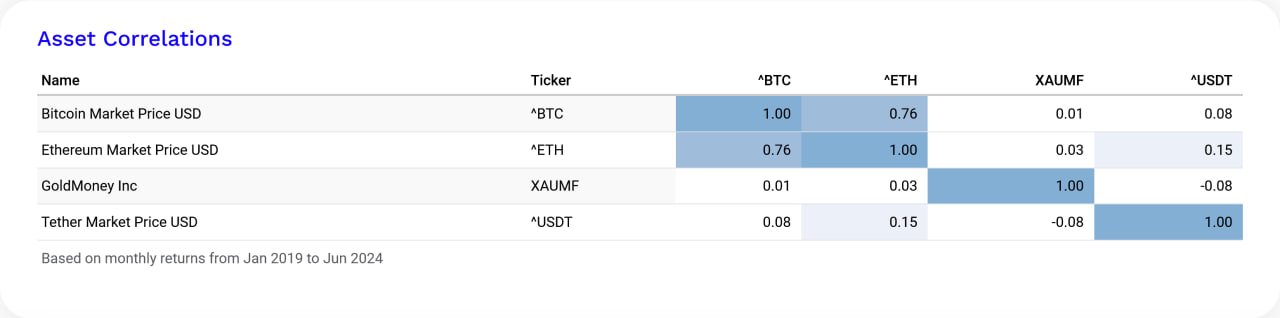 Asset Correlations
Name Ticker ^BTC ^ETH XAUMF ^USDT
Bitcoin Market Price USD ^BTC 1.00 0.76 0.01 0.08
Ethereum Market Price USD ^ETH 0.76 1.00 0.03 0.15
GoldMoney Inc XAUMF 0.01 0.03 1.00 -0.08
Tether Market Price USD ^USDT 0.08 0.15 -0.08 1.00
Based on monthly returns from Jan 2019 to Jun 2024